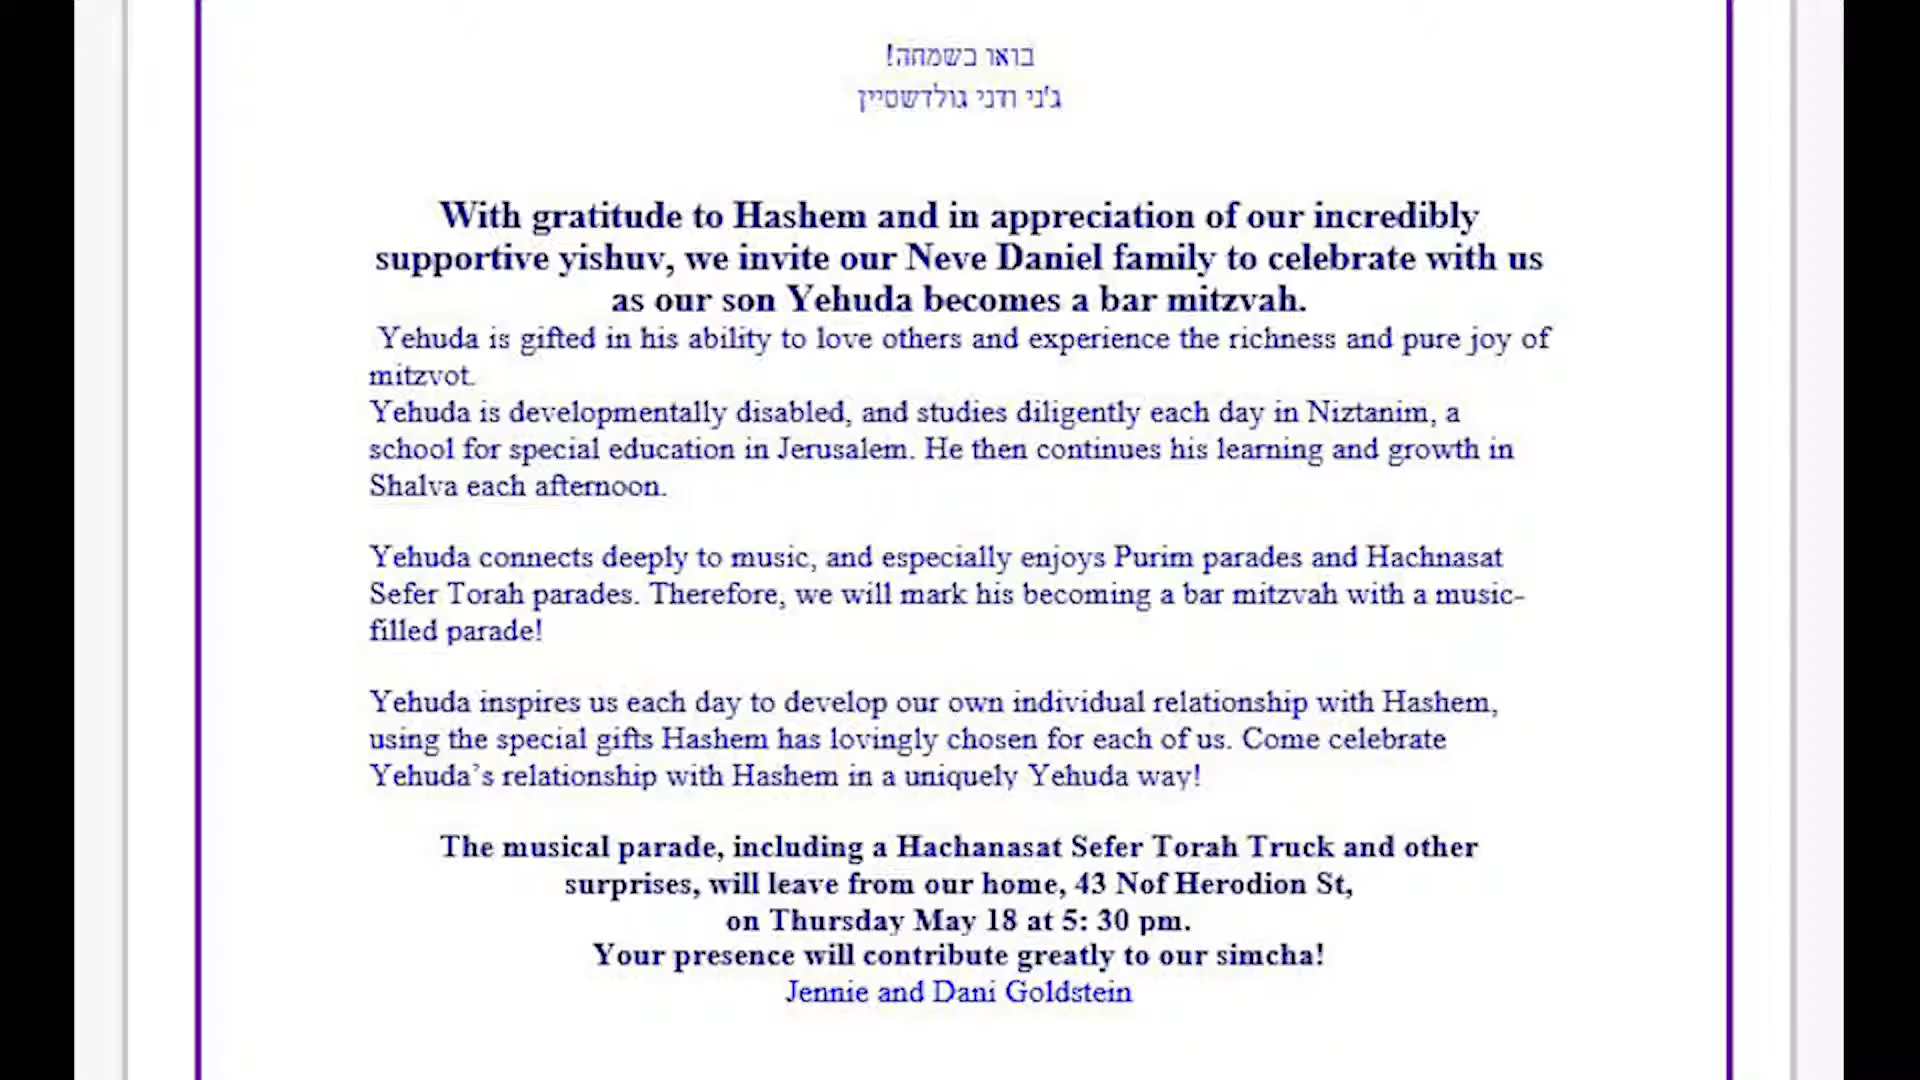 בואו בשמחה!
ג'ני ודני גולדשטיין
With gratitude to Hashem and in appreciation of our incredibly
supportive yishuv, we invite our Neve Daniel family to celebrate with us
as our son Yehuda becomes a bar mitzvah.
Yehuda is gifted in his ability to love others and experience the richness and pure joy of
mitzvot.
Yehuda is developmentally disabled, and studies diligently each day in Niztanim, a
school for special education in Jerusalem. He then continues his learning and growth in
Shalva each afternoon.
Yehuda connects deeply to music, and especially enjoys Purim parades and Hachnasat
Sefer Torah parades. Therefore, we will mark his becoming a bar mitzvah with a music-
filled parade!
Yehuda inspires us each day to develop our own individual relationship with Hashem,
using the special gifts Hashem has lovingly chosen for each of us. Come celebrate
Yehuda’s relationship with Hashem in a uniquely Yehuda way!
The musical parade, including a Hachanasat Sefer Torah Truck and other
surprises, will leave from our home, 43 Nof Herodion St,
on Thursday May 18 at 5: 30 pm.
Your presence will contribute greatly to our simcha!
Jennie and Dani Goldstein